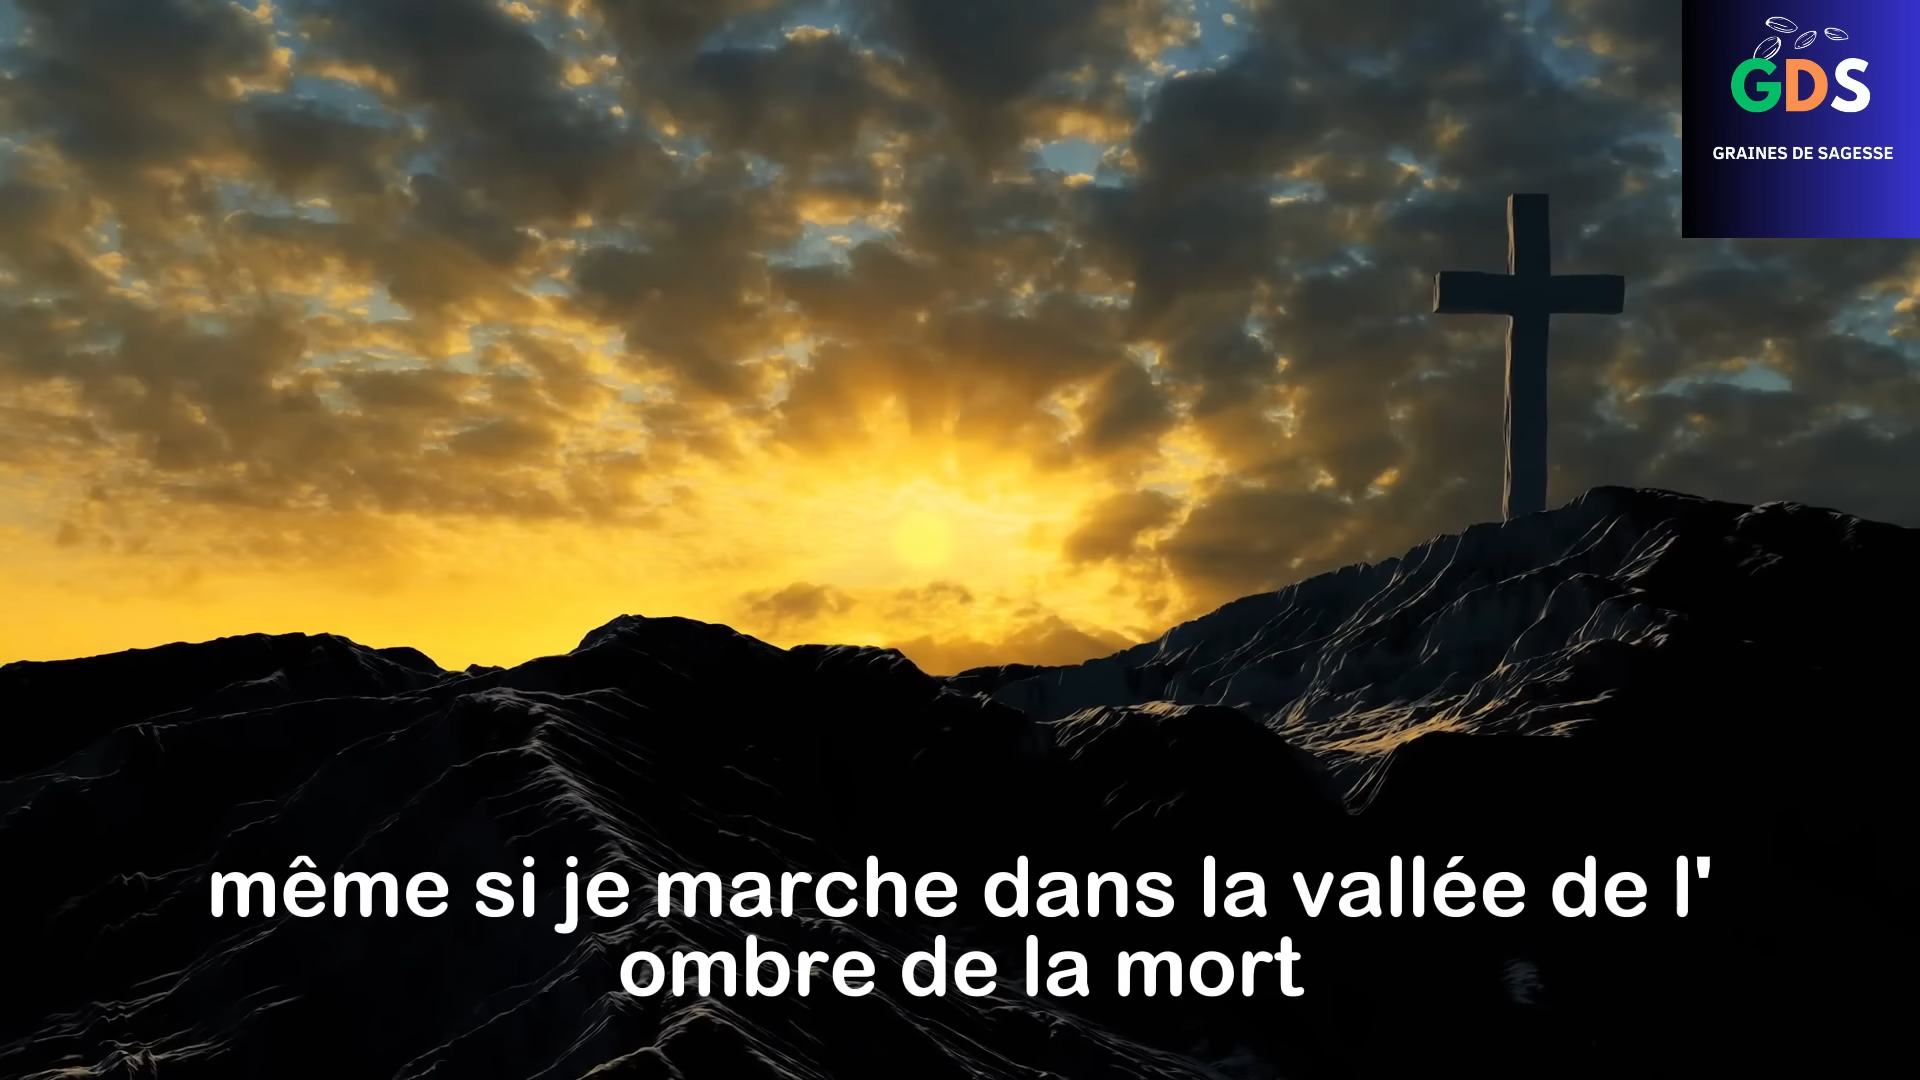 GDS
GRAINES DE SAGESSE
même si je marche dans la vallée de l'
ombre de la mort